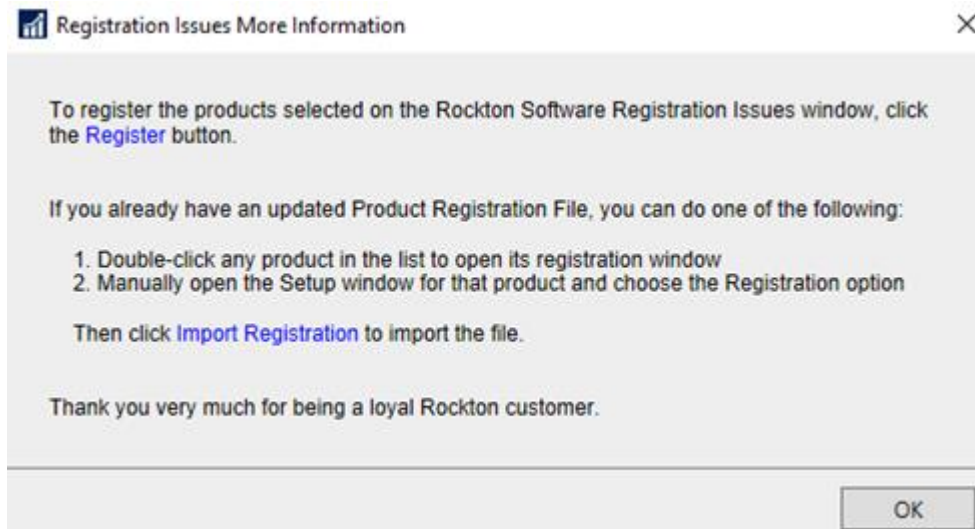 Registration Issues More Information
To register the products selected on the Rockton Software Registration Issues window, click
the Register button.
If you already have an updated Product Registration File, you can do one of the following:
1. Double-click any product in the list to open its registration window
2. Manually open the Setup window for that product and choose the Registration option
Then click Import Registration to import the file.
Thank you very much for being a loyal Rockton customer.
OK